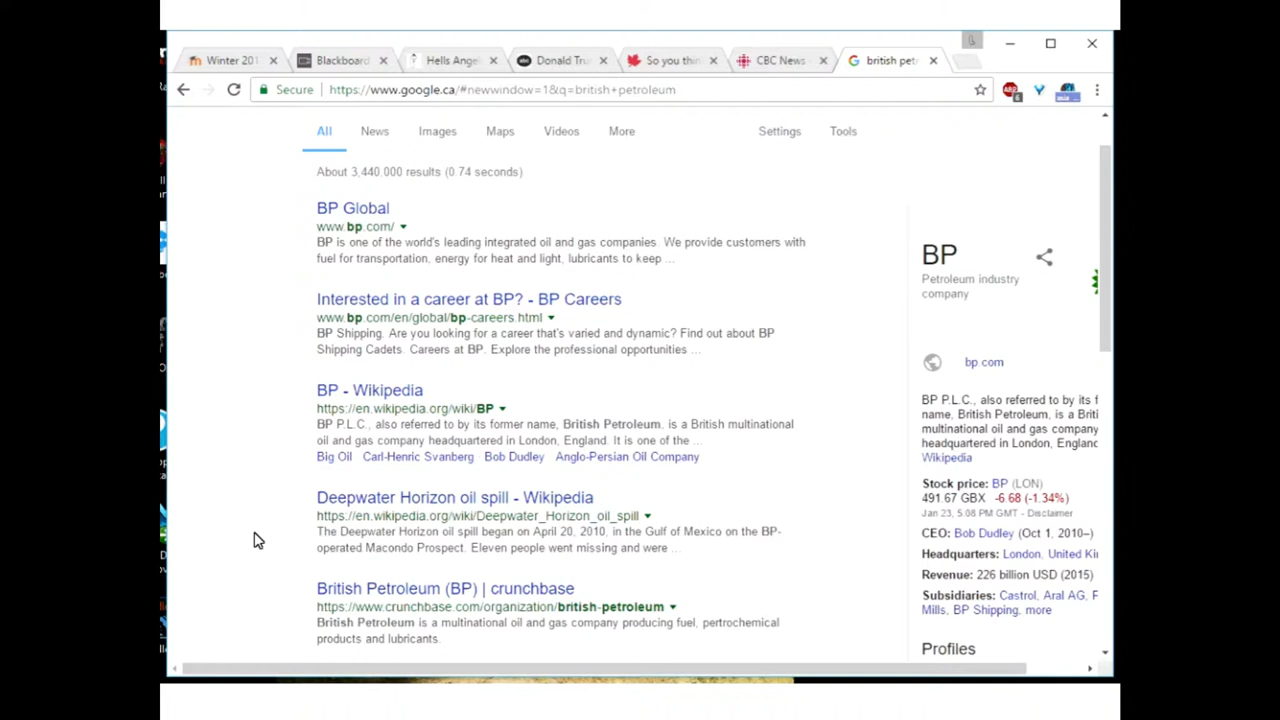 Winter 201
Blackboard
Hells Ange
Donald Tru
So you thin
CBC News -
british pet
Secure
https://www.google.ca/#newwindow=1&q=british+petroleum
All
News
Images
Maps
Videos
More
Settings
Tools
About 3,440,000 results (0.74 seconds)
BP Global
www.bp.com/
BP is one of the world's leading integrated oil and gas companies. We provide customers with
fuel for transportation, energy for heat and light, lubricants to keep ...
Interested in a career at BP? - BP Careers
www.bp.com/en/global/bp-careers.html
BP Shipping. Are you looking for a career that's varied and dynamic? Find out about BP
Shipping Cadets. Careers at BP. Explore the professional opportunities ...
BP - Wikipedia
https://en.wikipedia.org/wiki/BP
BP P.L.C., also referred to by its former name, British Petroleum, is a British multinational
oil and gas company headquartered in London, England. It is one of the ...
Big Oil · Carl-Henric Svanberg · Bob Dudley · Anglo-Persian Oil Company
Deepwater Horizon oil spill - Wikipedia
https://en.wikipedia.org/wiki/Deepwater_Horizon_oil_spill
The Deepwater Horizon oil spill began on April 20, 2010, in the Gulf of Mexico on the BP-
operated Macondo Prospect. Eleven people went missing and were ...
British Petroleum (BP) | crunchbase
https://www.crunchbase.com/organization/british-petroleum
British Petroleum is a multinational oil and gas company producing fuel, pertrochemical
products and lubricants.
BP
Petroleum industry
company
bp.com
BP P.L.C., also referred to by its f
name, British Petroleum, is a Briti
multinational oil and gas company
headquartered in London, England
Wikipedia
Stock price: BP (LON)
491.67 GBX -6.68 (-1.34%)
Jan 23, 5:08 PM GMT - Disclaimer
CEO: Bob Dudley (Oct 1, 2010–)
Headquarters: London, United Kin
Revenue: 226 billion USD (2015)
Subsidiaries: Castrol, Aral AG, F
Mills, BP Shipping, more
Profiles